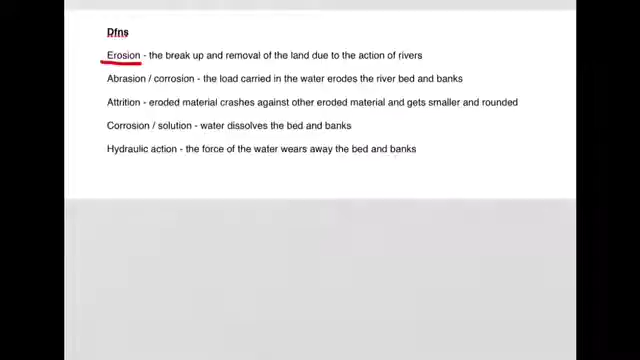 Dfns
Erosion - the break up and removal of the land due to the action of rivers
Abrasion / corrosion - the load carried in the water erodes the river bed and banks
Attrition - eroded material crashes against other eroded material and gets smaller and rounded
Corrosion / solution - water dissolves the bed and banks
Hydraulic action - the force of the water wears away the bed and banks